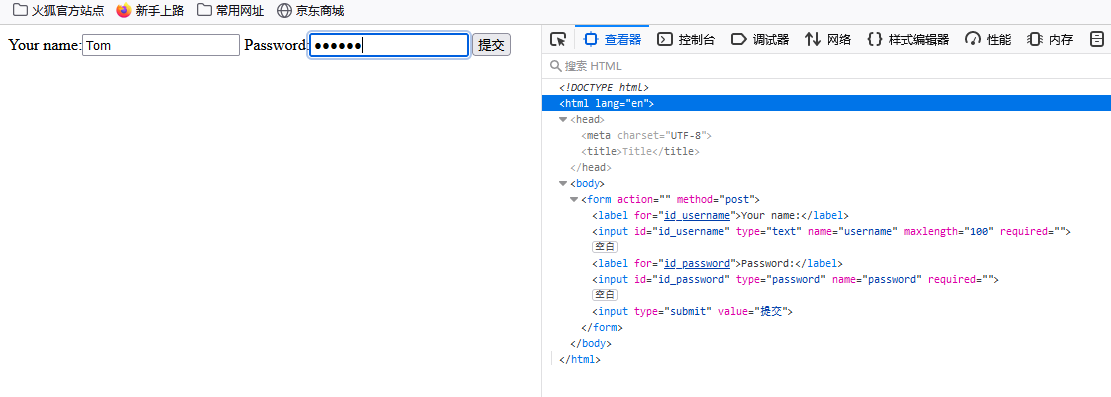 火狐官方站点 新手上路 常用网址 京东商城
Your name: Tom Password: ●●●●●● 提交
查看器 控制台 调试器 网络 样式编辑器 性能 内存
搜索 HTML
<!DOCTYPE html>
<html lang="en">
<head>
<meta charset="UTF-8">
<title>Title</title>
</head>
<body>
<form action="" method="post">
<label for="id_username">Your name:</label>
<input id="id_username" type="text" name="username" maxlength="100" required="">
空白
<label for="id_password">Password:</label>
<input id="id_password" type="password" name="password" required="">
空白
<input type="submit" value="提交">
</form>
</body>
</html>